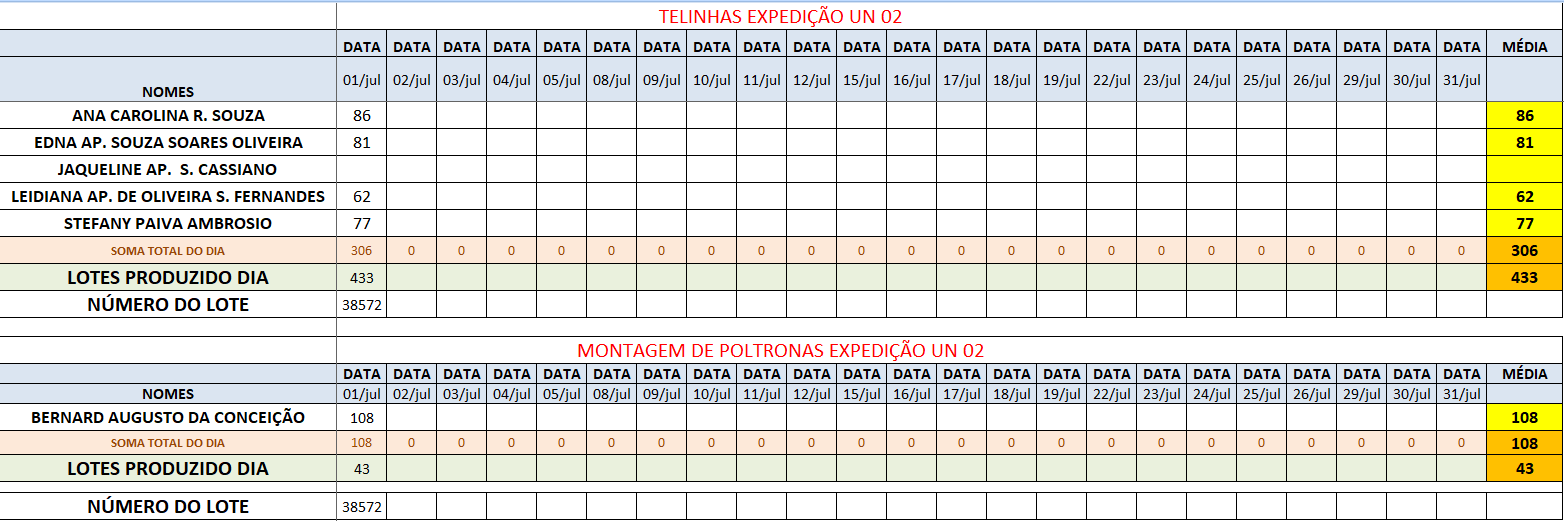 TELINHAS EXPEDIÇÃO UN 02
DATA DATA DATA DATA DATA DATA DATA DATA DATA DATA DATA DATA DATA DATA DATA DATA DATA DATA DATA DATA DATA DATA DATA MÉDIA
NOMES 01/jul 02/jul 03/jul 04/jul 05/jul 08/jul 09/jul 10/jul 11/jul 12/jul 15/jul 16/jul 17/jul 18/jul 19/jul 22/jul 23/jul 24/jul 25/jul 26/jul 29/jul 30/jul 31/jul
ANA CAROLINA R. SOUZA 86 86
EDNA AP. SOUZA SOARES OLIVEIRA 81 81
JAQUELINE AP. S. CASSIANO
LEIDIANA AP. DE OLIVEIRA S. FERNANDES 62 62
STEFANY PAIVA AMBROSIO 77 77
SOMA TOTAL DO DIA 306 0 0 0 0 0 0 0 0 0 0 0 0 0 0 0 0 0 0 0 0 0 0 306
LOTES PRODUZIDO DIA 433 433
NÚMERO DO LOTE 38572
MONTAGEM DE POLTRONAS EXPEDIÇÃO UN 02
DATA DATA DATA DATA DATA DATA DATA DATA DATA DATA DATA DATA DATA DATA DATA DATA DATA DATA DATA DATA DATA DATA DATA MÉDIA
NOMES 01/jul 02/jul 03/jul 04/jul 05/jul 08/jul 09/jul 10/jul 11/jul 12/jul 15/jul 16/jul 17/jul 18/jul 19/jul 22/jul 23/jul 24/jul 25/jul 26/jul 29/jul 30/jul 31/jul
BERNARD AUGUSTO DA CONCEIÇÃO 108 108
SOMA TOTAL DO DIA 108 0 0 0 0 0 0 0 0 0 0 0 0 0 0 0 0 0 0 0 0 0 0 108
LOTES PRODUZIDO DIA 43 43
NÚMERO DO LOTE 38572